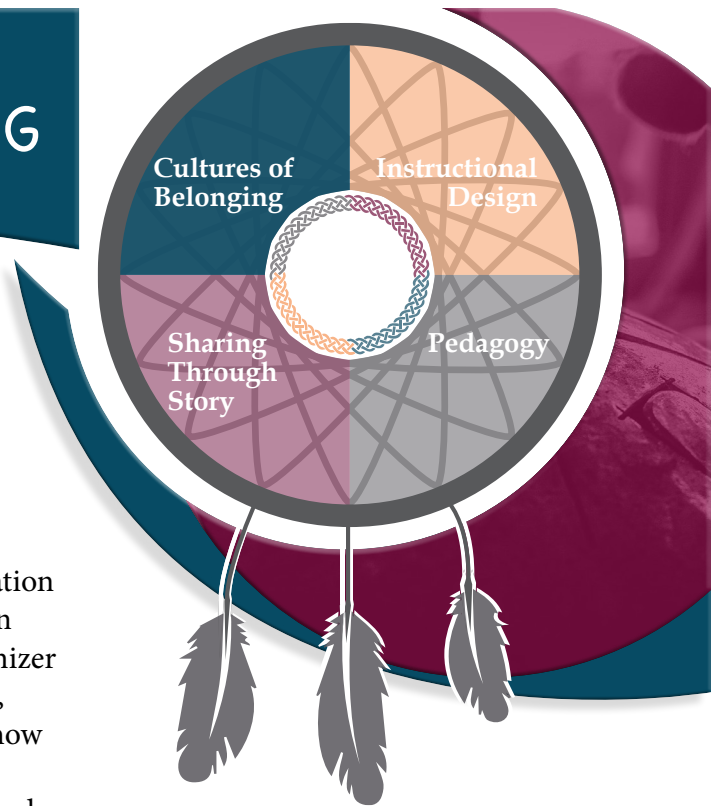 G
Cultures of
Belonging
Instructional
Design
Sharing
Through
Story
Pedagogy
ation
n
nizer
,
now